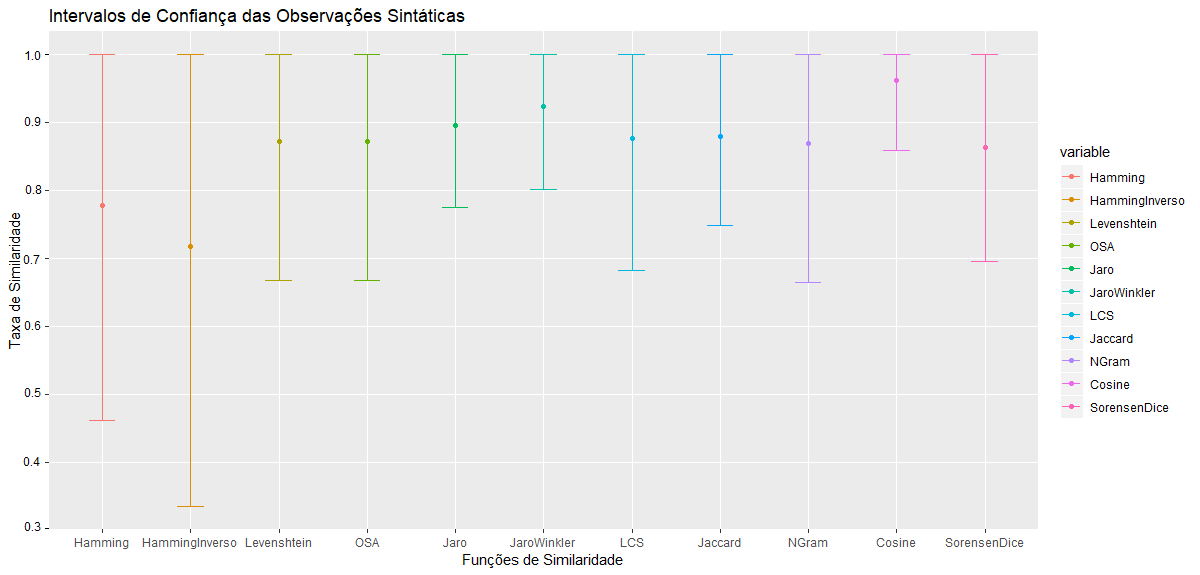 Intervalos de Confiança das Observações Sintáticas
Taxa de Similaridade
1.0
0.9
0.8
0.7
0.6
0.5
0.4
0.3
Hamming HammingInverso Levenshtein OSA Jaro JaroWinkler LCS Jaccard NGram Cosine SorensenDice
Funções de Similaridade
variable
Hamming
HammingInverso
Levenshtein
OSA
Jaro
JaroWinkler
LCS
Jaccard
NGram
Cosine
SorensenDice